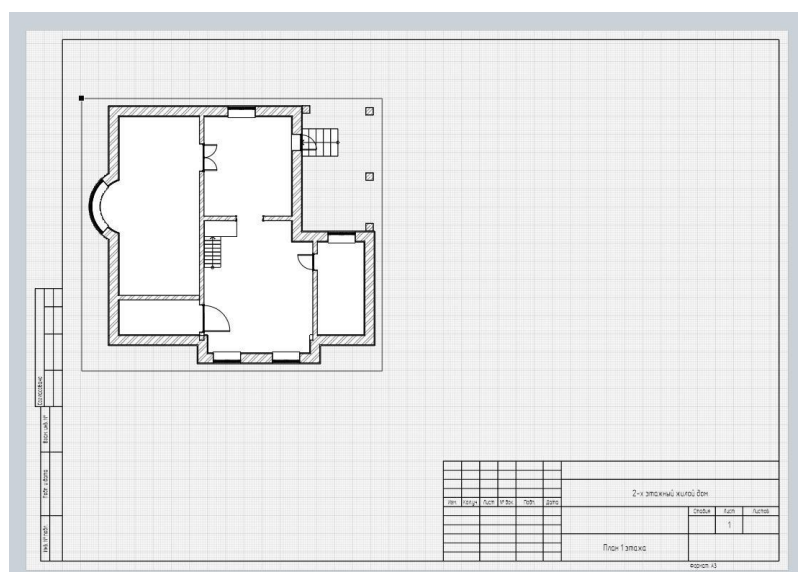 2-х этажный жилой дом
Изм. Кол.уч Лист № док. Подп. Дата
Стадия Лист Листов
1
План 1 этажа
Формат А3
Согласовано
Взам. инв. №
Подп. и дата
Инв. № подл.